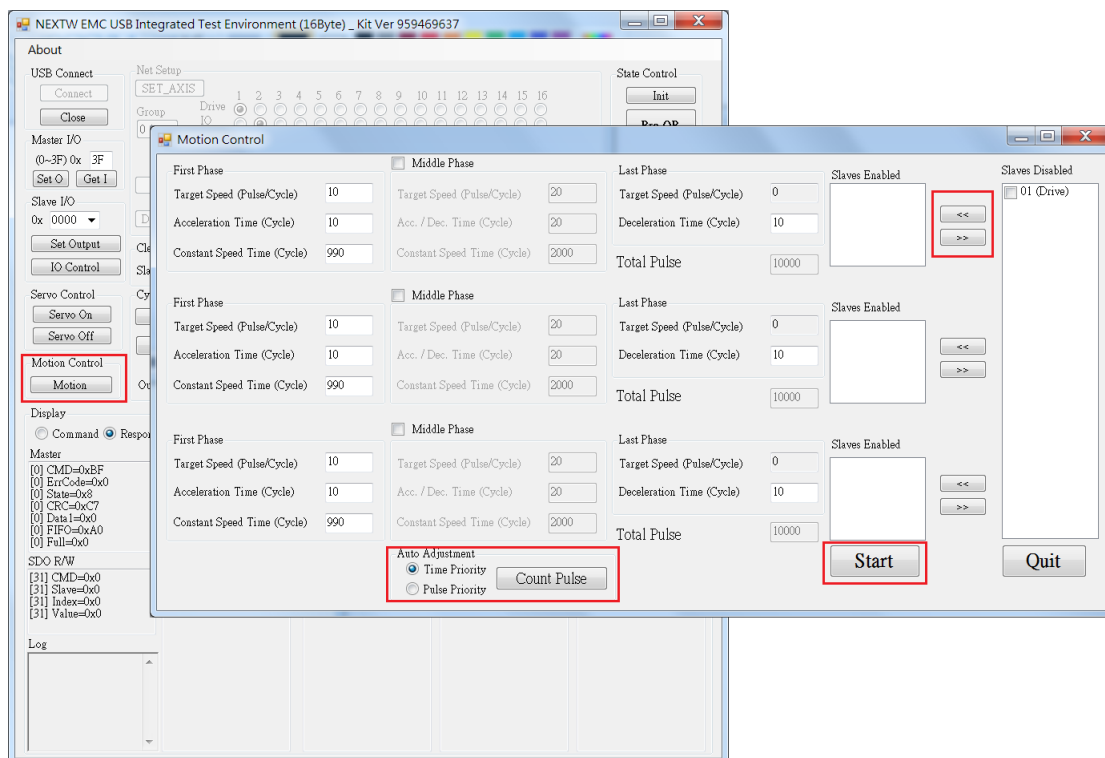 NEXTW EMC USB Integrated Test Environment (16Byte) _ Kit Ver 959469637
About
USB Connect
Connect
Close
Master I/O
(0~3F) 0x 3F
Set O Get I
Slave I/O
0x 0000
Set Output
IO Control
Servo Control
Servo On
Servo Off
Motion Control
Motion
Display
Command Respon
Master
[0] CMD=0xBF
[0] ErrCode=0x0
[0] State=0x8
[0] CRC=0xC7
[0] Data1=0x0
[0] FIFO=0xA0
[0] Full=0x0
SDO R/W
[31] CMD=0x0
[31] Slave=0x0
[31] Index=0x0
[31] Value=0x0
Log
Net Setup
SET_AXIS
1 2 3 4 5 6 7 8 9 10 11 12 13 14 15 16
Group Drive
0 IO
State Control
Init
Motion Control
First Phase
Target Speed (Pulse/Cycle) 10
Acceleration Time (Cycle) 10
Constant Speed Time (Cycle) 990
Middle Phase
Target Speed (Pulse/Cycle) 20
Acc. / Dec. Time (Cycle) 20
Constant Speed Time (Cycle) 2000
Last Phase
Target Speed (Pulse/Cycle) 0
Deceleration Time (Cycle) 10
Total Pulse 10000
Slaves Enabled
<<
>>
First Phase
Target Speed (Pulse/Cycle) 10
Acceleration Time (Cycle) 10
Constant Speed Time (Cycle) 990
Middle Phase
Target Speed (Pulse/Cycle) 20
Acc. / Dec. Time (Cycle) 20
Constant Speed Time (Cycle) 2000
Last Phase
Target Speed (Pulse/Cycle) 0
Deceleration Time (Cycle) 10
Total Pulse 10000
Slaves Enabled
<<
>>
First Phase
Target Speed (Pulse/Cycle) 10
Acceleration Time (Cycle) 10
Constant Speed Time (Cycle) 990
Middle Phase
Target Speed (Pulse/Cycle) 20
Acc. / Dec. Time (Cycle) 20
Constant Speed Time (Cycle) 2000
Last Phase
Target Speed (Pulse/Cycle) 0
Deceleration Time (Cycle) 10
Total Pulse 10000
Slaves Enabled
<<
>>
Slaves Disabled
01 (Drive)
Auto Adjustment
Time Priority
Pulse Priority
Count Pulse
Start
Quit